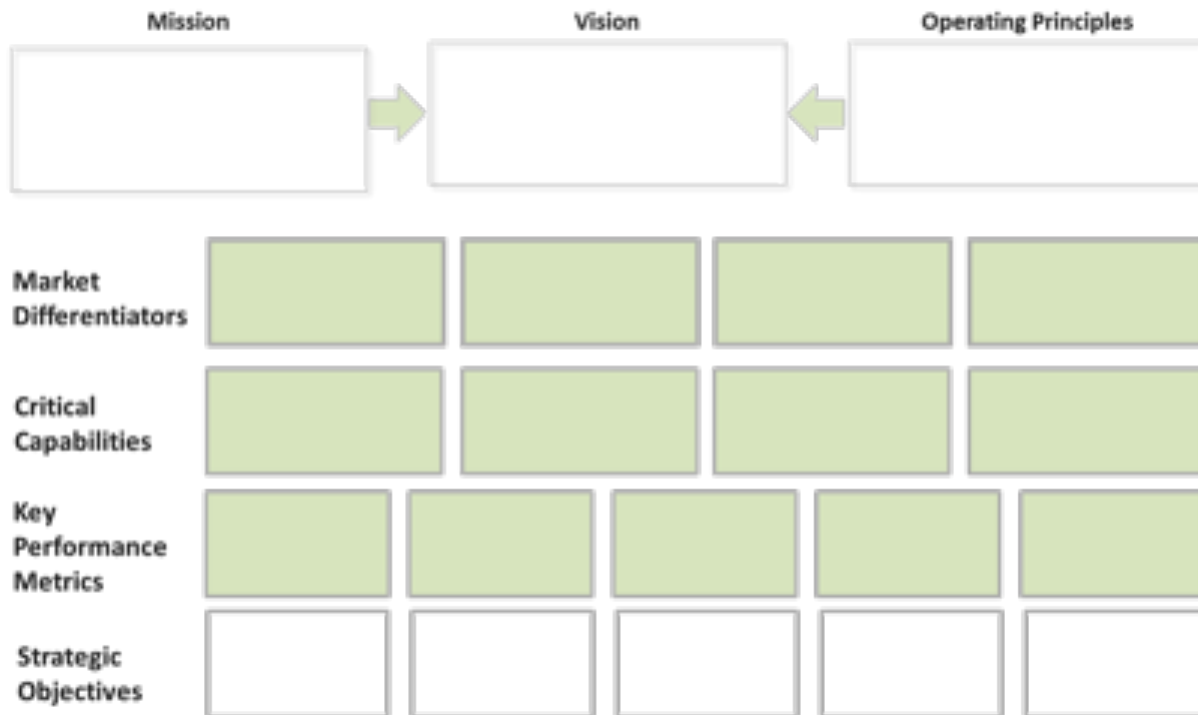 Mission
Vision
Operating Principles
Market
Differentiators
Critical
Capabilities
Key
Performance
Metrics
Strategic
Objectives